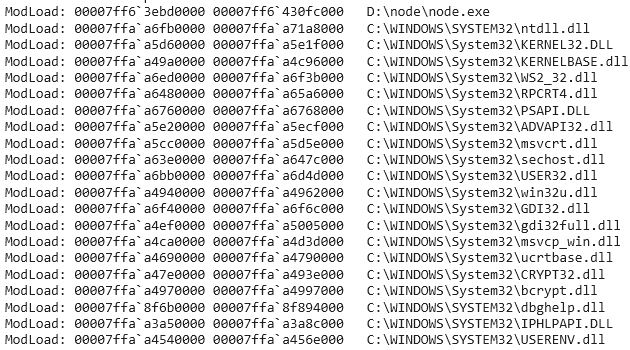 ModLoad: 00007ff6`3ebd0000 00007ff6`430fc000   D:\node\node.exe
ModLoad: 00007ffa`a6fb0000 00007ffa`a71a8000   C:\WINDOWS\SYSTEM32\ntdll.dll
ModLoad: 00007ffa`a5d60000 00007ffa`a5e1f000   C:\WINDOWS\System32\KERNEL32.DLL
ModLoad: 00007ffa`a49a0000 00007ffa`a4c96000   C:\WINDOWS\System32\KERNELBASE.dll
ModLoad: 00007ffa`a6ed0000 00007ffa`a6f3b000   C:\WINDOWS\System32\WS2_32.dll
ModLoad: 00007ffa`a6480000 00007ffa`a65a6000   C:\WINDOWS\System32\RPCRT4.dll
ModLoad: 00007ffa`a6760000 00007ffa`a6768000   C:\WINDOWS\System32\PSAPI.DLL
ModLoad: 00007ffa`a5e20000 00007ffa`a5ecf000   C:\WINDOWS\System32\ADVAPI32.dll
ModLoad: 00007ffa`a5cc0000 00007ffa`a5d5e000   C:\WINDOWS\System32\msvcrt.dll
ModLoad: 00007ffa`a63e0000 00007ffa`a647c000   C:\WINDOWS\System32\sechost.dll
ModLoad: 00007ffa`a6bb0000 00007ffa`a6d4d000   C:\WINDOWS\System32\USER32.dll
ModLoad: 00007ffa`a4940000 00007ffa`a4962000   C:\WINDOWS\System32\win32u.dll
ModLoad: 00007ffa`a6f40000 00007ffa`a6f6c000   C:\WINDOWS\System32\GDI32.dll
ModLoad: 00007ffa`a4ef0000 00007ffa`a5005000   C:\WINDOWS\System32\gdi32full.dll
ModLoad: 00007ffa`a4ca0000 00007ffa`a4d3d000   C:\WINDOWS\System32\msvcp_win.dll
ModLoad: 00007ffa`a4690000 00007ffa`a4790000   C:\WINDOWS\System32\ucrtbase.dll
ModLoad: 00007ffa`a47e0000 00007ffa`a493e000   C:\WINDOWS\System32\CRYPT32.dll
ModLoad: 00007ffa`a4970000 00007ffa`a4997000   C:\WINDOWS\System32\bcrypt.dll
ModLoad: 00007ffa`8f6b0000 00007ffa`8f894000   C:\WINDOWS\SYSTEM32\dbghelp.dll
ModLoad: 00007ffa`a3a50000 00007ffa`a3a8c000   C:\WINDOWS\SYSTEM32\IPHLPAPI.DLL
ModLoad: 00007ffa`a4540000 00007ffa`a456e000   C:\WINDOWS\SYSTEM32\USERENV.dll